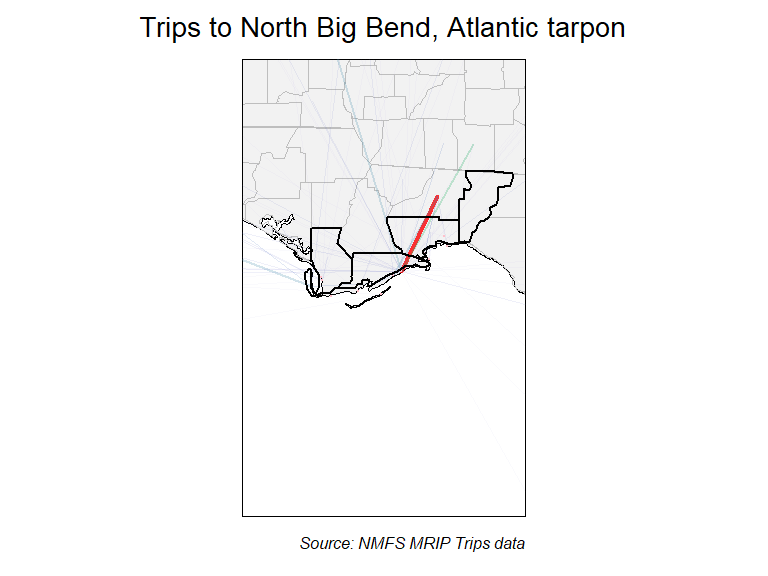 Trips to North Big Bend, Atlantic tarpon
Source: NMFS MRIP Trips data